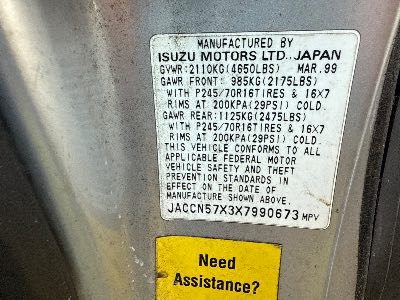 MANUFACTURED BY
ISUZU MOTORS LTD., JAPAN
GVWR: 2110KG(4650LBS) MAR. 99
GAWR FRONT: 985KG(2175LBS)
WITH P245/70R16TIRES & 16X7
RIMS AT 200KPA(29PSI) COLD.
GAWR REAR: 1125KG(2475LBS)
WITH P245/70R16TIRES & 16X7
RIMS AT 200KPA(29PSI) COLD.
THIS VEHICLE CONFORMS TO ALL
APPLICABLE FEDERAL MOTOR
VEHICLE SAFETY AND THEFT
PREVENTION STANDARDS IN
EFFECT ON THE DATE OF
MANUFACTURE SHOWN ABOVE.
JACCN57X3X7990673 MPV
Need
Assistance?